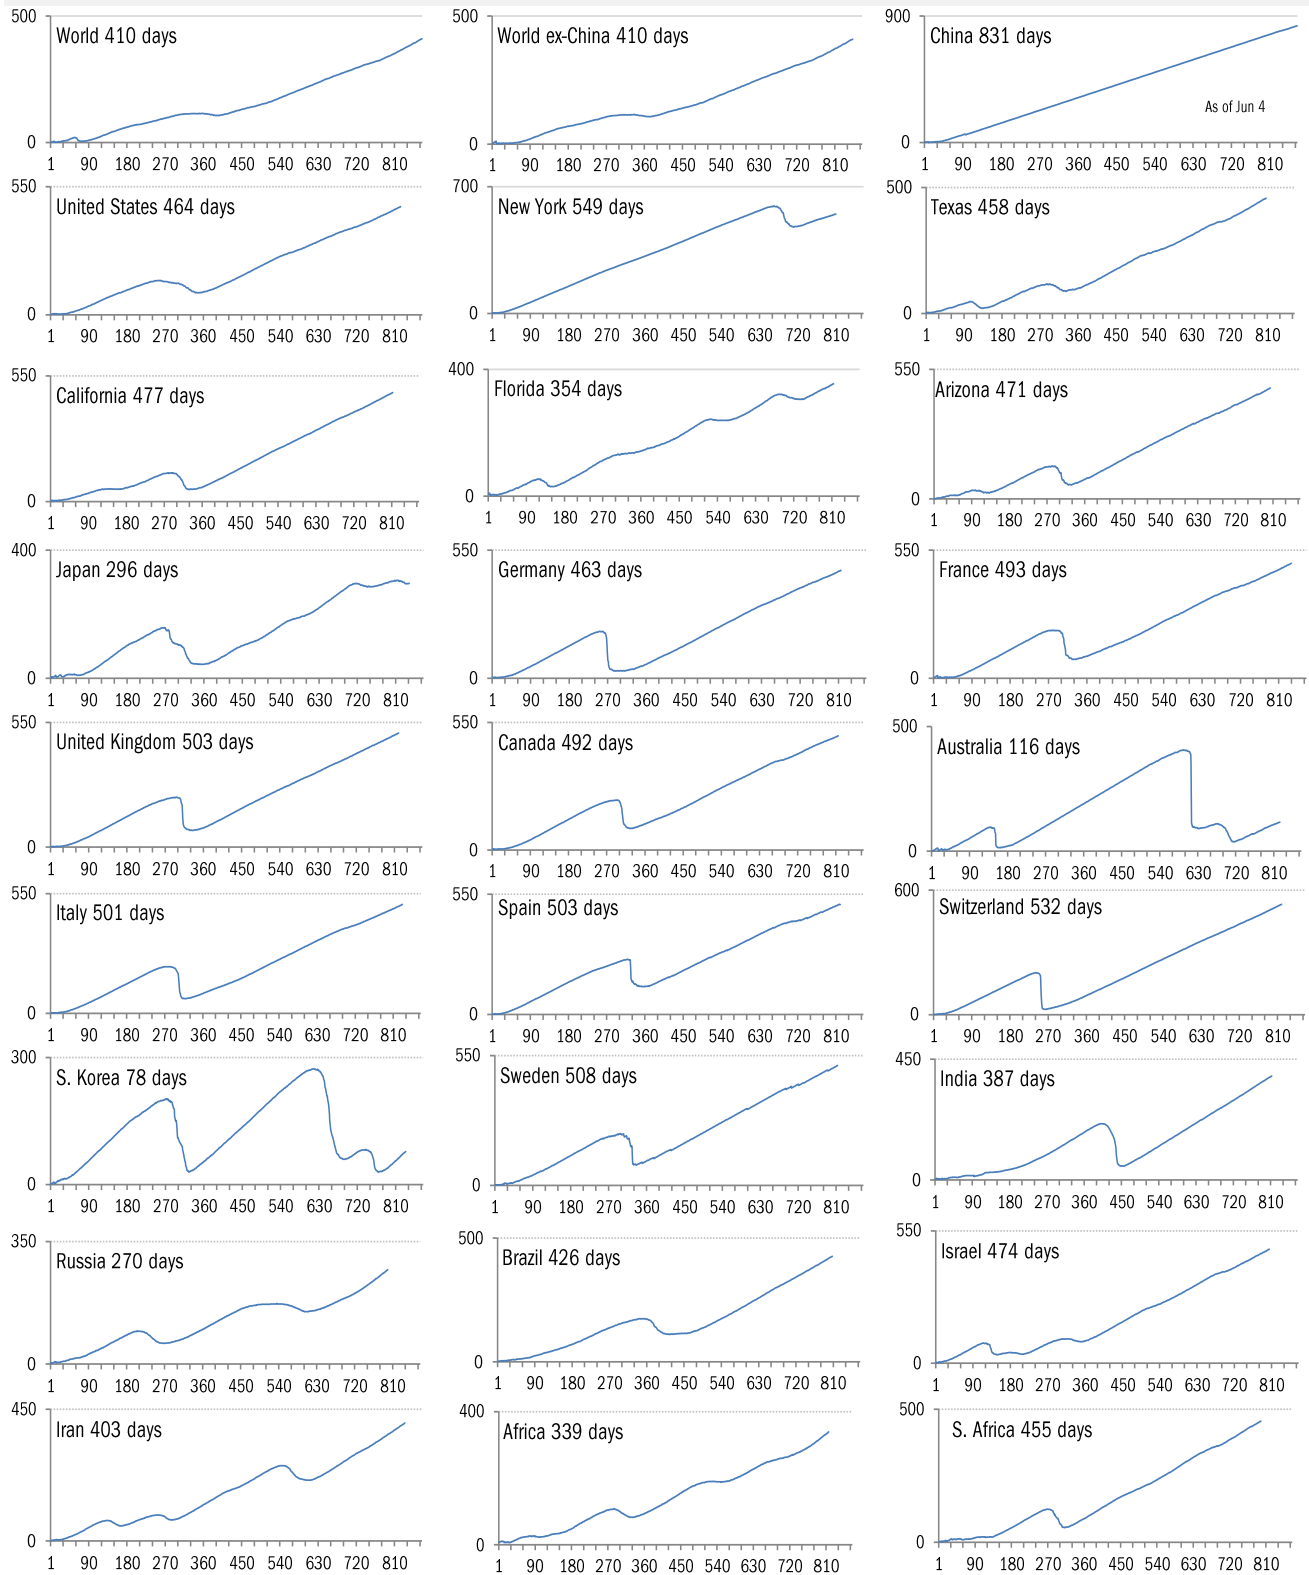 500
World 410 days
0
1 90 180 270 360 450 540 630 720 810
500
World ex-China 410 days
0
1 90 180 270 360 450 540 630 720 810
900
China 831 days
As of Jun 4
0
1 90 180 270 360 450 540 630 720 810
550
United States 464 days
0
1 90 180 270 360 450 540 630 720 810
700
New York 549 days
0
1 90 180 270 360 450 540 630 720 810
500
Texas 458 days
0
1 90 180 270 360 450 540 630 720 810
550
California 477 days
0
1 90 180 270 360 450 540 630 720 810
400
Florida 354 days
0
1 90 180 270 360 450 540 630 720 810
550
Arizona 471 days
0
1 90 180 270 360 450 540 630 720 810
400
Japan 296 days
0
1 90 180 270 360 450 540 630 720 810
550
Germany 463 days
0
1 90 180 270 360 450 540 630 720 810
550
France 493 days
0
1 90 180 270 360 450 540 630 720 810
550
United Kingdom 503 days
0
1 90 180 270 360 450 540 630 720 810
550
Canada 492 days
0
1 90 180 270 360 450 540 630 720 810
500
Australia 116 days
0
1 90 180 270 360 450 540 630 720 810
550
Italy 501 days
0
1 90 180 270 360 450 540 630 720 810
550
Spain 503 days
0
1 90 180 270 360 450 540 630 720 810
600
Switzerland 532 days
0
1 90 180 270 360 450 540 630 720 810
300
S. Korea 78 days
0
1 90 180 270 360 450 540 630 720 810
550
Sweden 508 days
0
1 90 180 270 360 450 540 630 720 810
450
India 387 days
0
1 90 180 270 360 450 540 630 720 810
350
Russia 270 days
0
1 90 180 270 360 450 540 630 720 810
500
Brazil 426 days
0
1 90 180 270 360 450 540 630 720 810
550
Israel 474 days
0
1 90 180 270 360 450 540 630 720 810
450
Iran 403 days
0
1 90 180 270 360 450 540 630 720 810
400
Africa 339 days
0
1 90 180 270 360 450 540 630 720 810
500
S. Africa 455 days
0
1 90 180 270 360 450 540 630 720 810